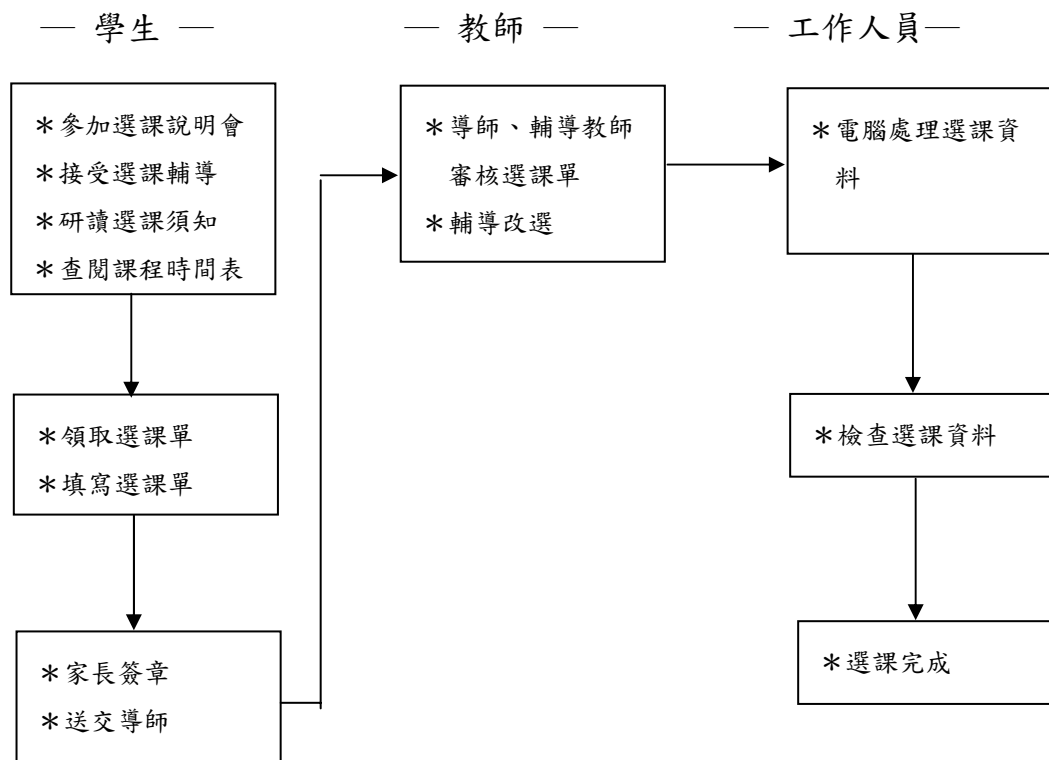 — 學生 —
— 教師 —
— 工作人員—
＊參加選課說明會
＊接受選課輔導
＊研讀選課須知
＊查閱課程時間表
＊領取選課單
＊填寫選課單
＊家長簽章
＊送交導師
＊導師、輔導教師
審核選課單
＊輔導改選
＊電腦處理選課資
料
＊檢查選課資料
＊選課完成